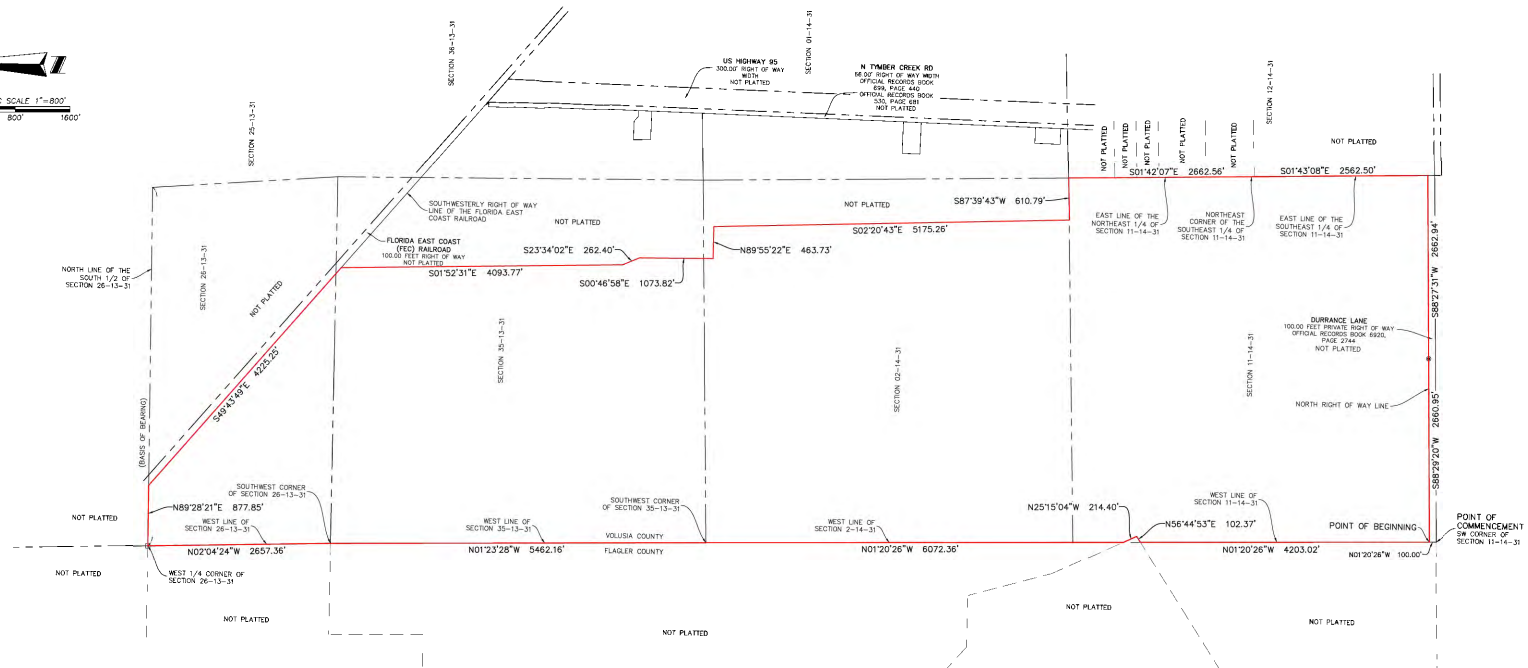 Z
C SCALE 1"=800'
800'
1600'
SECTION 25-13-31
SECTION 36-13-31
US HIGHWAY 95
300.00' RIGHT OF WAY
WIDTH
NOT PLATTED
SECTION 01-14-31
N TYMBER CREEK RD
66.00' RIGHT OF WAY WIDTH
OFFICIAL RECORDS BOOK
699, PAGE 440
OFFICIAL RECORDS BOOK
530, PAGE 681
NOT PLATTED
SECTION 12-14-31
NOT PLATTED
NOT PLATTED
NOT PLATTED
NOT PLATTED
NOT PLATTED
NOT PLATTED
S01°42'07"E 2662.56'
S01°43'08"E 2562.50'
SOUTHWESTERLY RIGHT OF WAY
LINE OF THE FLORIDA EAST
COAST RAILROAD
NOT PLATTED
NOT PLATTED
S87°39'43"W 610.79'
EAST LINE OF THE
NORTHEAST 1/4 OF
SECTION 11-14-31
NORTHEAST
CORNER OF THE
SOUTHEAST 1/4 OF
SECTION 11-14-31
EAST LINE OF THE
SOUTHEAST 1/4 OF
SECTION 11-14-31
S02°20'43"E 5175.26'
FLORIDA EAST COAST
(FEC) RAILROAD
100.00 FEET RIGHT OF WAY
NOT PLATTED
S23°34'02"E 262.40'
N89°55'22"E 463.73'
S01°52'31"E 4093.77'
S00°46'58"E 1073.82'
NORTH LINE OF THE
SOUTH 1/2 OF
SECTION 26-13-31
SECTION 26-13-31
NOT PLATTED
S88°27'31"W 2662.94'
DURRANCE LANE
100.00 FEET PRIVATE RIGHT OF WAY
OFFICIAL RECORDS BOOK 6920,
PAGE 2744
NOT PLATTED
SECTION 35-13-31
SECTION 02-14-31
SECTION 11-14-31
S49°43'49"E 4225.25'
NORTH RIGHT OF WAY LINE
S88°29'20"W 2660.95'
(BASIS OF BEARING)
SOUTHWEST CORNER
OF SECTION 26-13-31
N89°28'21"E 877.85'
SOUTHWEST CORNER
OF SECTION 35-13-31
N25°15'04"W 214.40'
WEST LINE OF
SECTION 11-14-31
NOT PLATTED
WEST LINE OF
SECTION 26-13-31
WEST LINE OF
SECTION 35-13-31
VOLUSIA COUNTY
WEST LINE OF
SECTION 2-14-31
N56°44'53"E 102.37'
POINT OF BEGINNING
POINT OF
COMMENCEMENT
SW CORNER OF
SECTION 11-14-31
N02°04'24"W 2657.36'
N01°23'28"W 5462.16'
FLAGLER COUNTY
N01°20'26"W 6072.36'
N01°20'26"W 4203.02'
N01°20'26"W 100.00'
NOT PLATTED
WEST 1/4 CORNER OF
SECTION 26-13-31
NOT PLATTED
NOT PLATTED
NOT PLATTED
NOT PLATTED